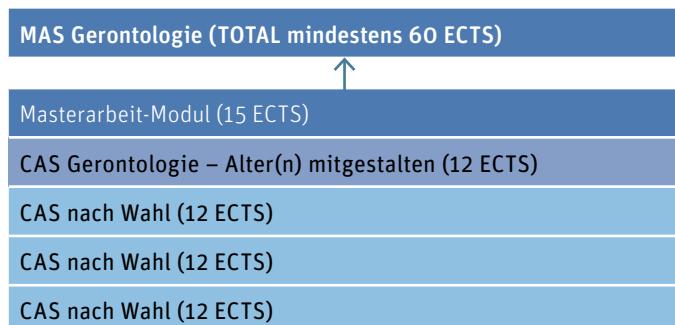 MAS Gerontologie (TOTAL mindestens 60 ECTS)
Masterarbeit-Modul (15 ECTS)
CAS Gerontologie – Alter(n) mitgestalten (12 ECTS)
CAS nach Wahl (12 ECTS)
CAS nach Wahl (12 ECTS)
CAS nach Wahl (12 ECTS)